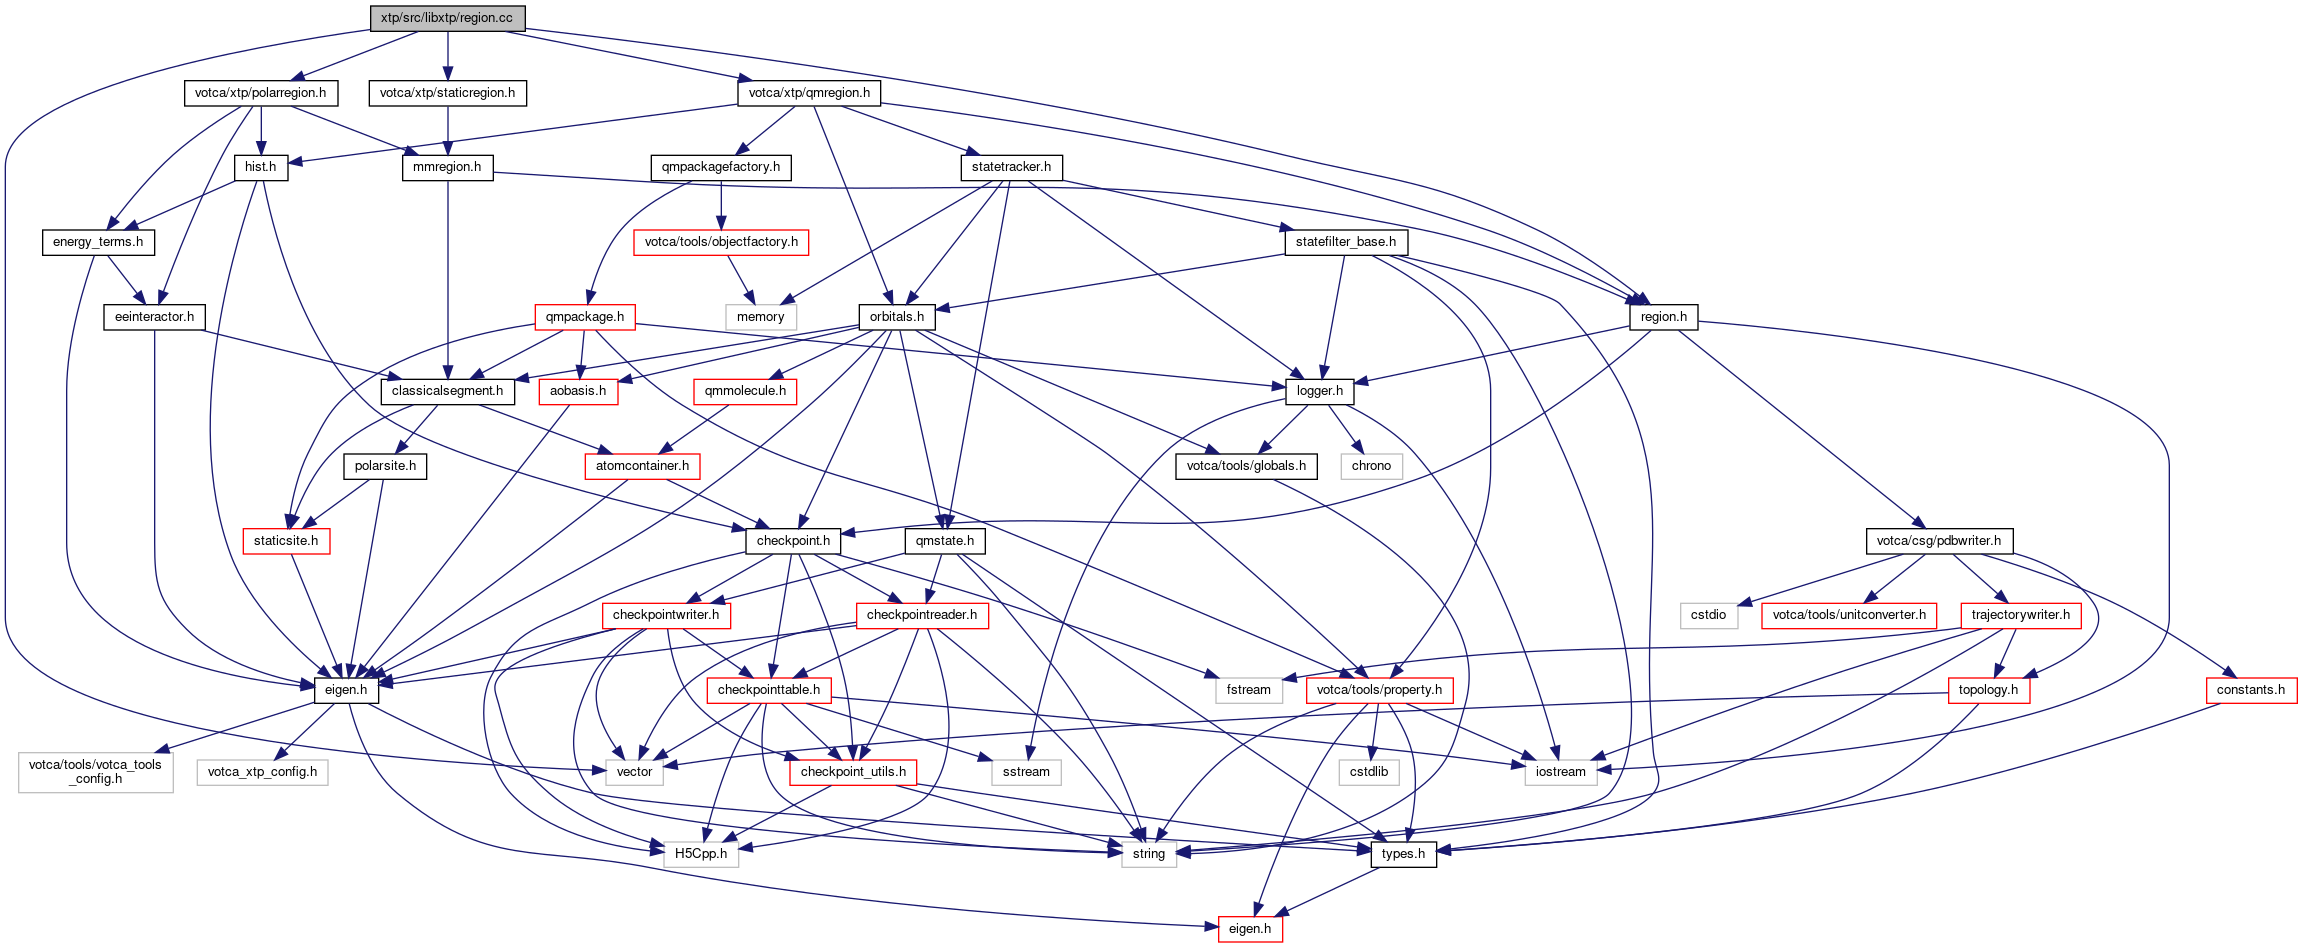 xtp/src/libxtp/region.cc
votca/xtp/polarregion.h
votca/xtp/staticregion.h
votca/xtp/qmregion.h
hist.h
mmregion.h
qmpackagefactory.h
statetracker.h
energy_terms.h
votca/tools/objectfactory.h
statefilter_base.h
eeinteractor.h
qmpackage.h
memory
orbitals.h
region.h
classicalsegment.h
aobasis.h
qmmolecule.h
logger.h
polarsite.h
atomcontainer.h
votca/tools/globals.h
chrono
staticsite.h
checkpoint.h
qmstate.h
votca/csg/pdbwriter.h
checkpointwriter.h
checkpointreader.h
cstdio
votca/tools/unitconverter.h
trajectorywriter.h
eigen.h
checkpointtable.h
fstream
votca/tools/property.h
topology.h
constants.h
votca/tools/votca_tools
_config.h
votca_xtp_config.h
vector
checkpoint_utils.h
sstream
cstdlib
iostream
H5Cpp.h
string
types.h
eigen.h